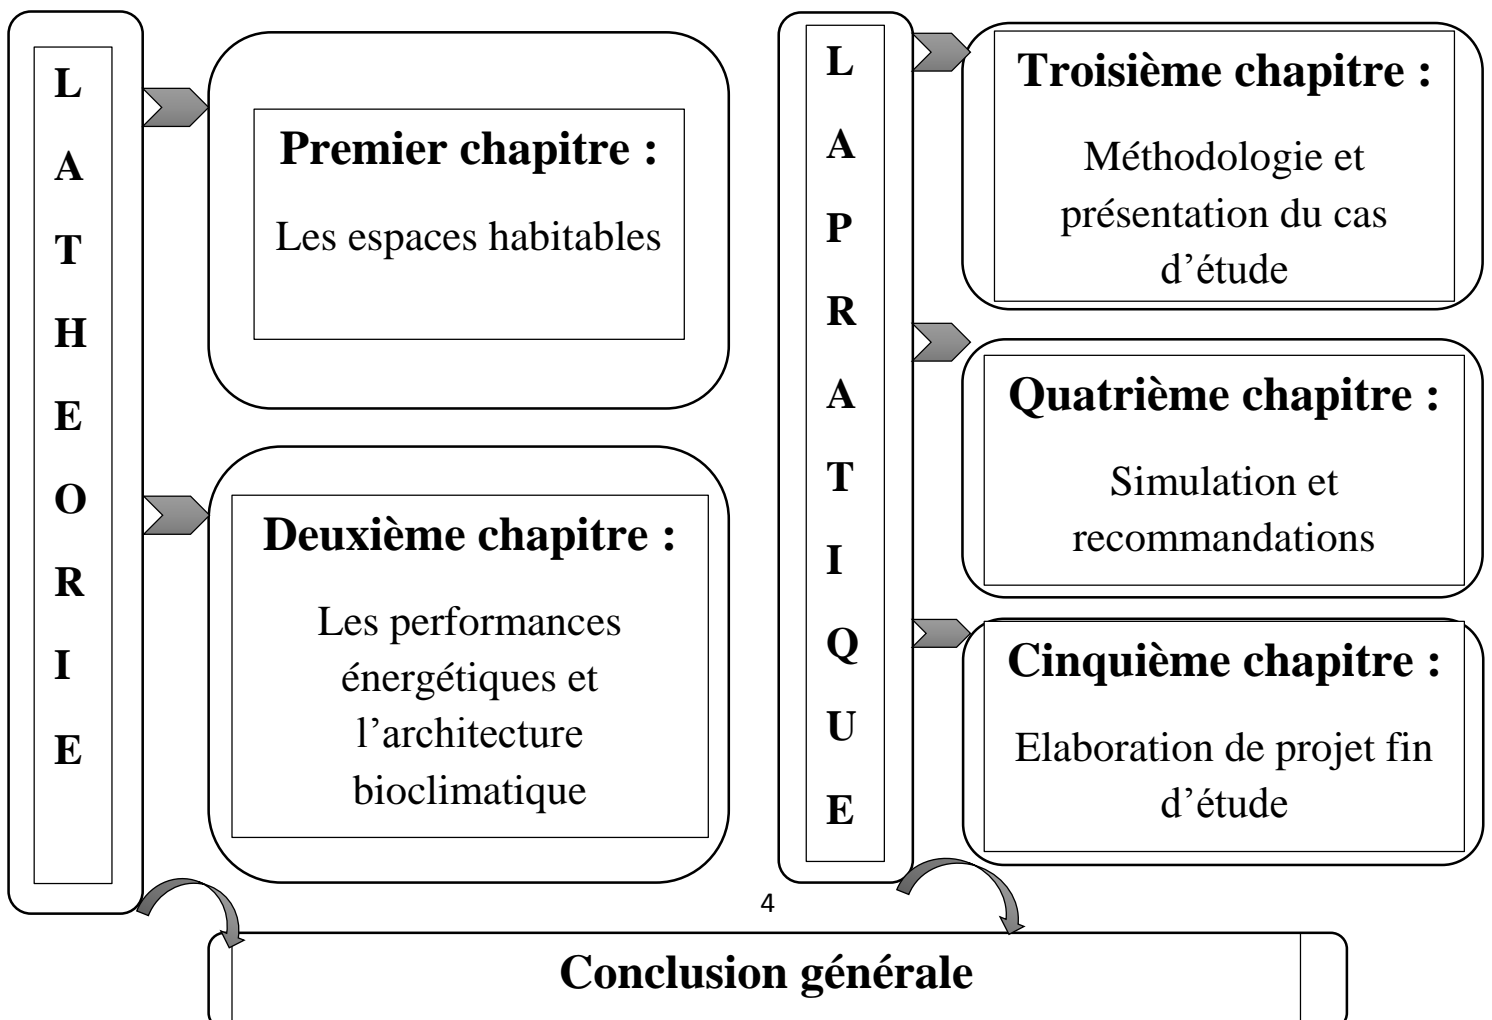 L
A
T
H
E
O
R
I
E
Premier chapitre :
Les espaces habitables
Deuxième chapitre :
Les performances
énergétiques et
l’architecture
bioclimatique
L
A
P
R
A
T
I
Q
U
E
Troisième chapitre :
Méthodologie et
présentation du cas
d’étude
Quatrième chapitre :
Simulation et
recommandations
Cinquième chapitre :
Elaboration de projet fin
d’étude
4
Conclusion générale